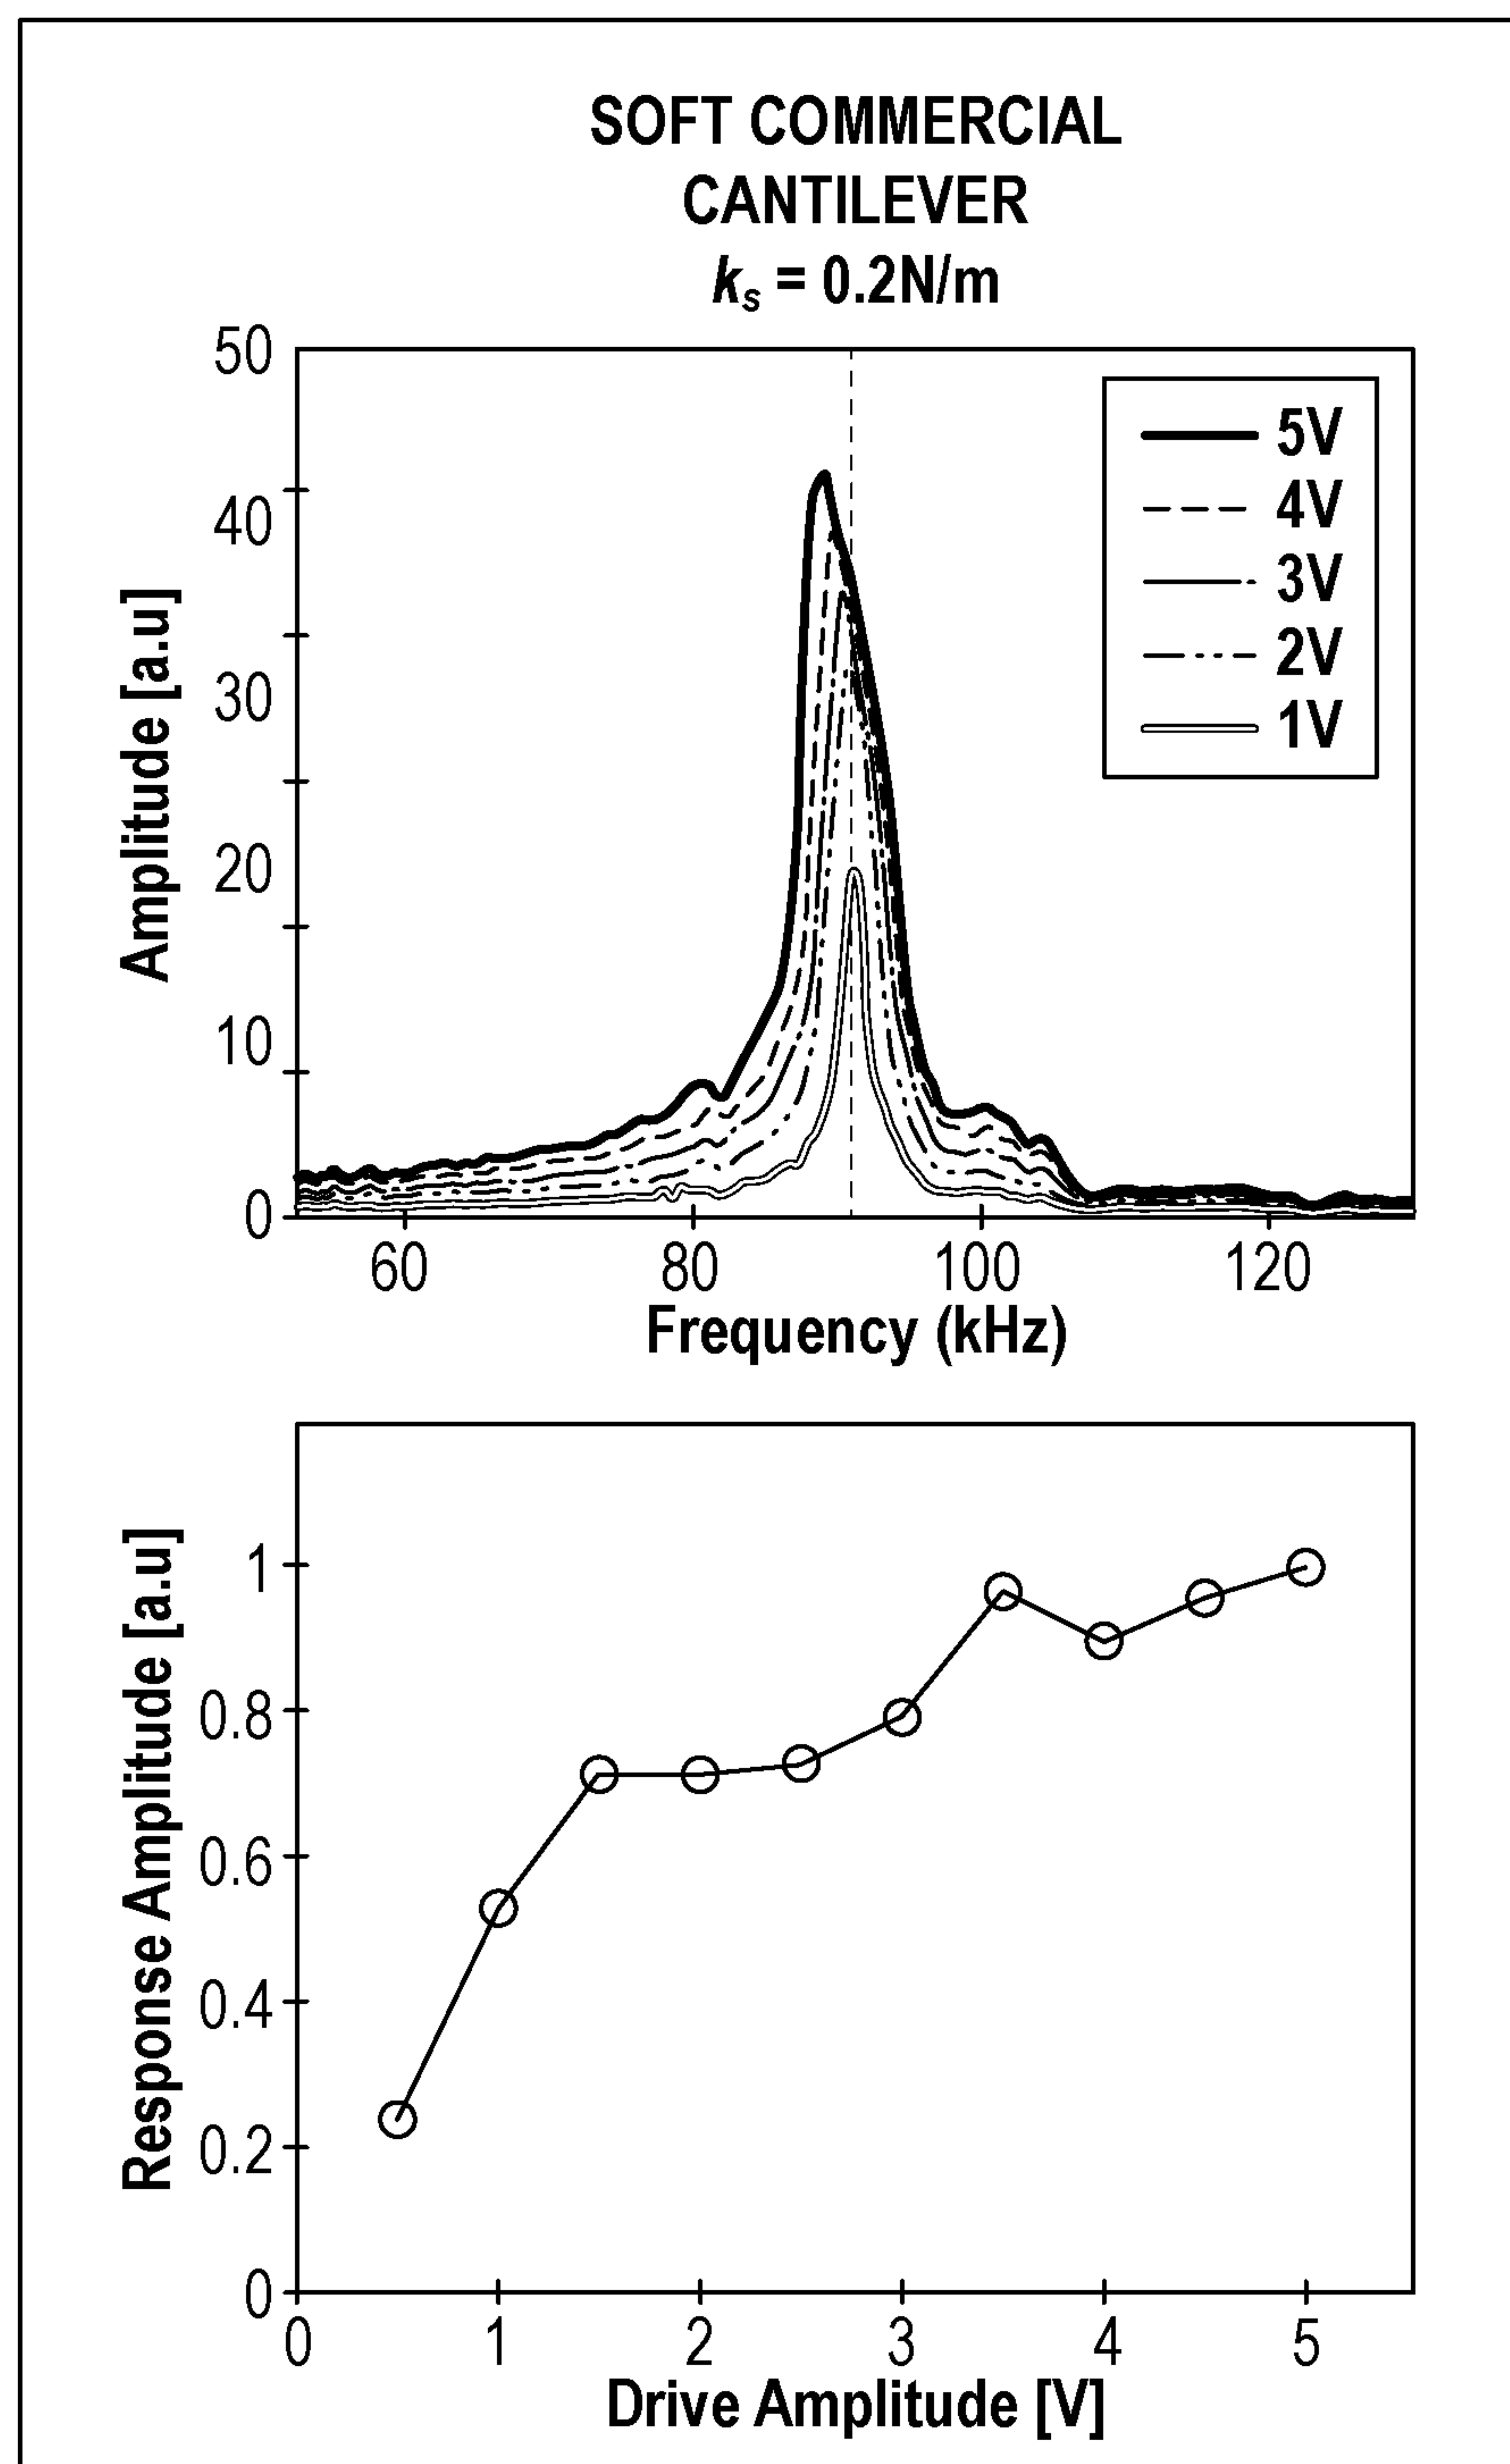 SOFT COMMERCIAL
CANTILEVER
ks = 0.2N/m
50
40
30
20
10
0
Amplitude [a.u]
5V
4V
3V
2V
1V
60 80 100 120
Frequency (kHz)
1
0.8
0.6
0.4
0.2
0
Response Amplitude [a.u]
0 1 2 3 4 5
Drive Amplitude [V]